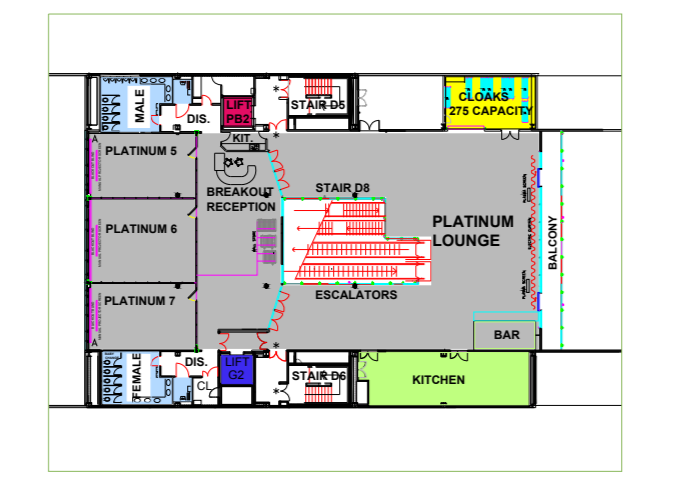 MALE
DIS.
LIFT
PB2
*
STAIR D5
CLOAKS
275 CAPACITY
*
A
PLATINUM 5
KIT.
BREAKOUT
RECEPTION
STAIR D8
PLATINUM 6
PLATINUM
LOUNGE
BALCONY
PLATINUM 7
ESCALATORS
A
BAR
*
FEMALE
DIS.
CL
LIFT
G2
*
STAIR D6
KITCHEN